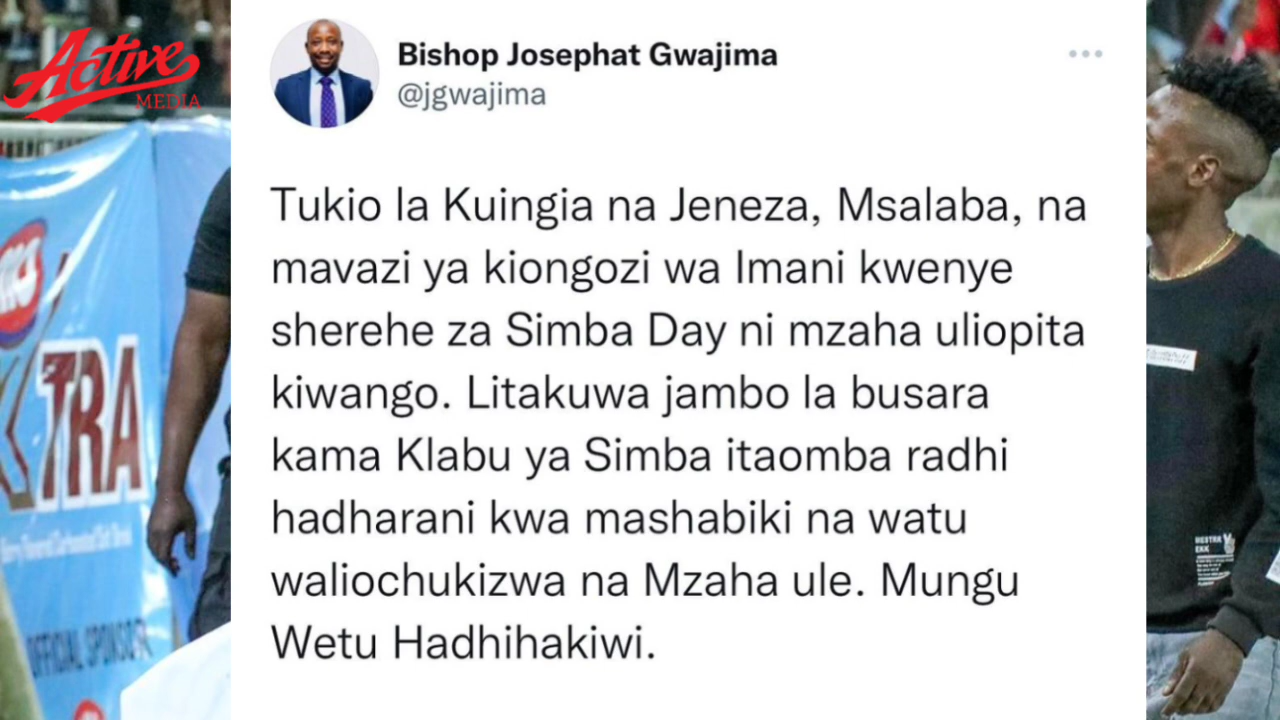 Active
MEDIA
Bishop Josephat Gwajima
@jgwajima
Tukio la Kuingia na Jeneza, Msalaba, na
mavazi ya kiongozi wa Imani kwenye
sherehe za Simba Day ni mzaha uliopita
kiwango. Litakuwa jambo la busara
kama Klabu ya Simba itaomba radhi
hadharani kwa mashabiki na watu
waliochukizwa na Mzaha ule. Mungu
Wetu Hadhihakiwi.
TRA
OFFICIAL SPONSOR